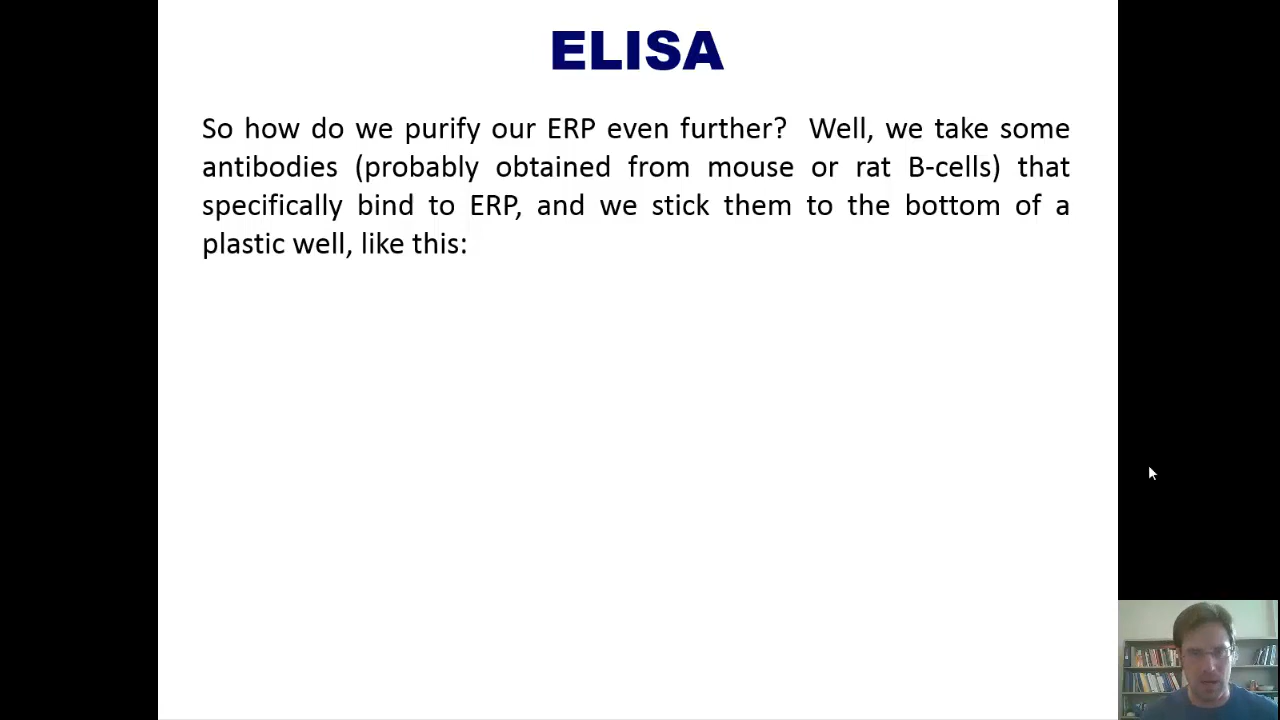 ELISA
So how do we purify our ERP even further? Well, we take some
antibodies (probably obtained from mouse or rat B-cells) that
specifically bind to ERP, and we stick them to the bottom of a
plastic well, like this: